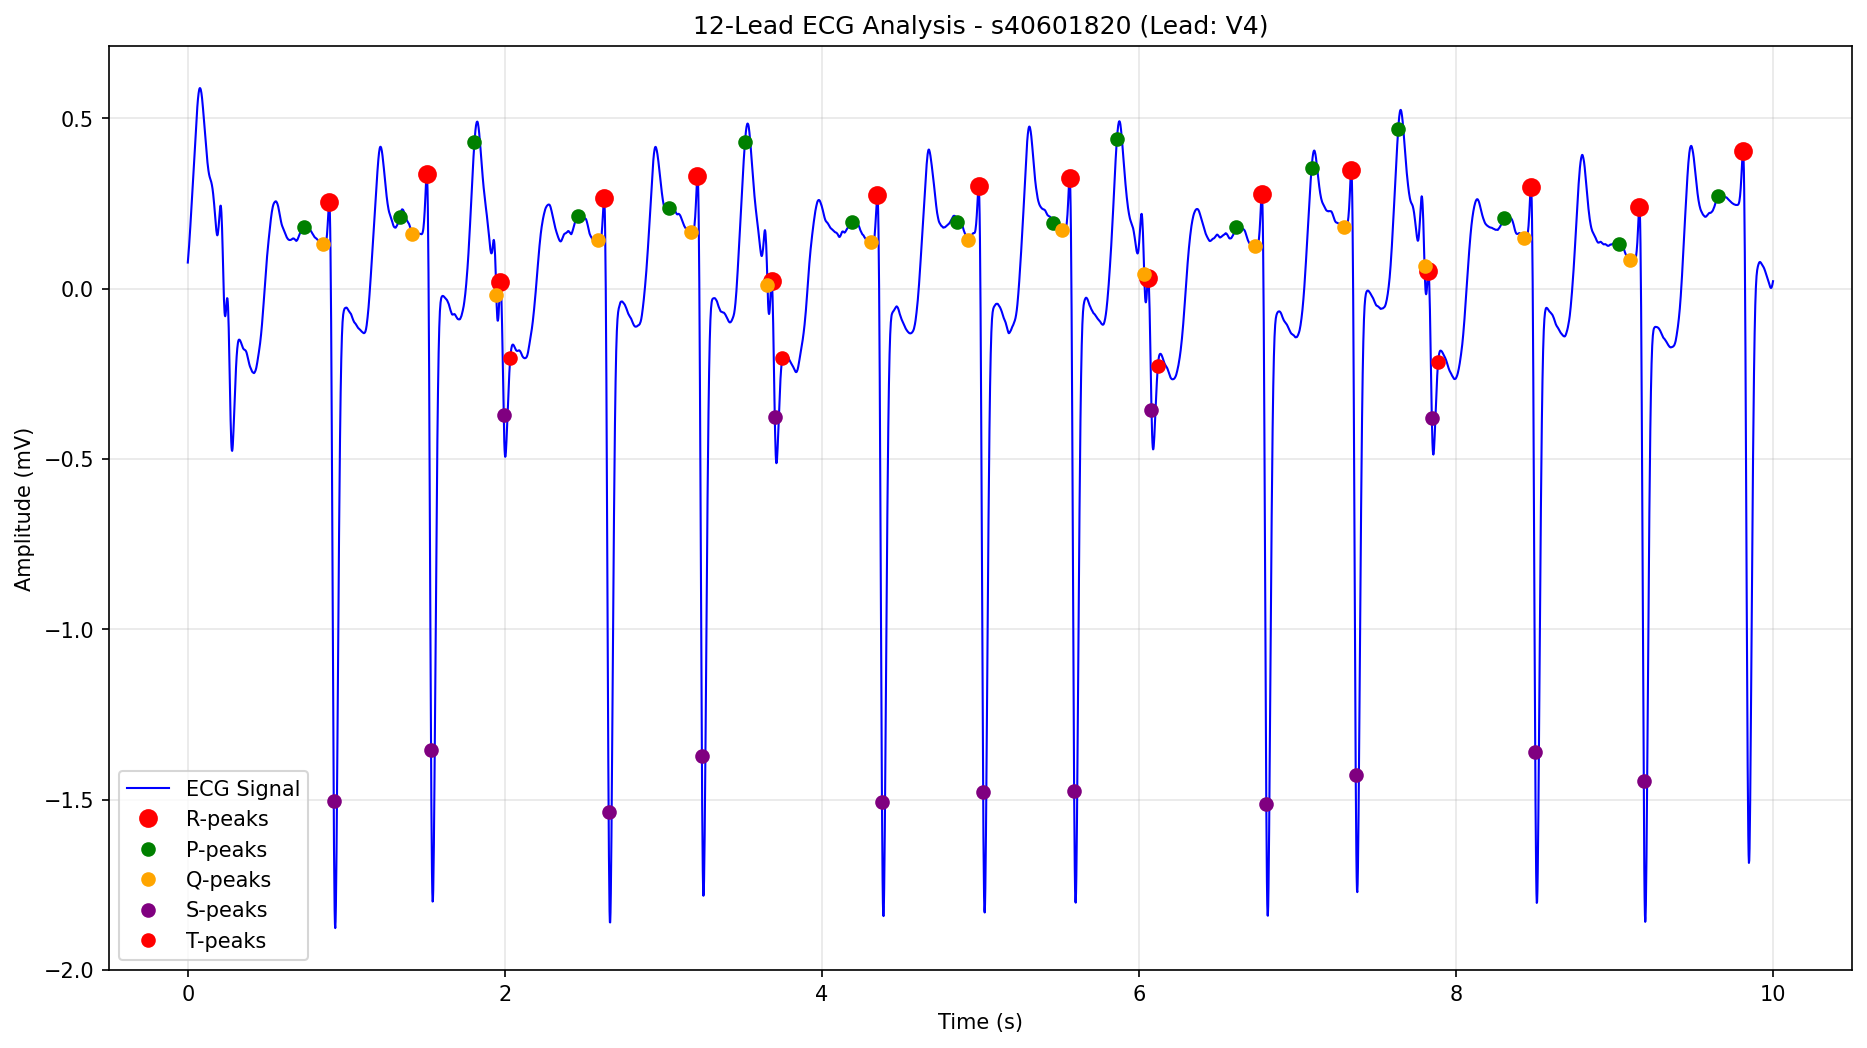 12-Lead ECG Analysis - s40601820 (Lead: V4)
Amplitude (mV)
0.5
0.0
−0.5
−1.0
−1.5
−2.0
ECG Signal
R-peaks
P-peaks
Q-peaks
S-peaks
T-peaks
0 2 4 6 8 10
Time (s)